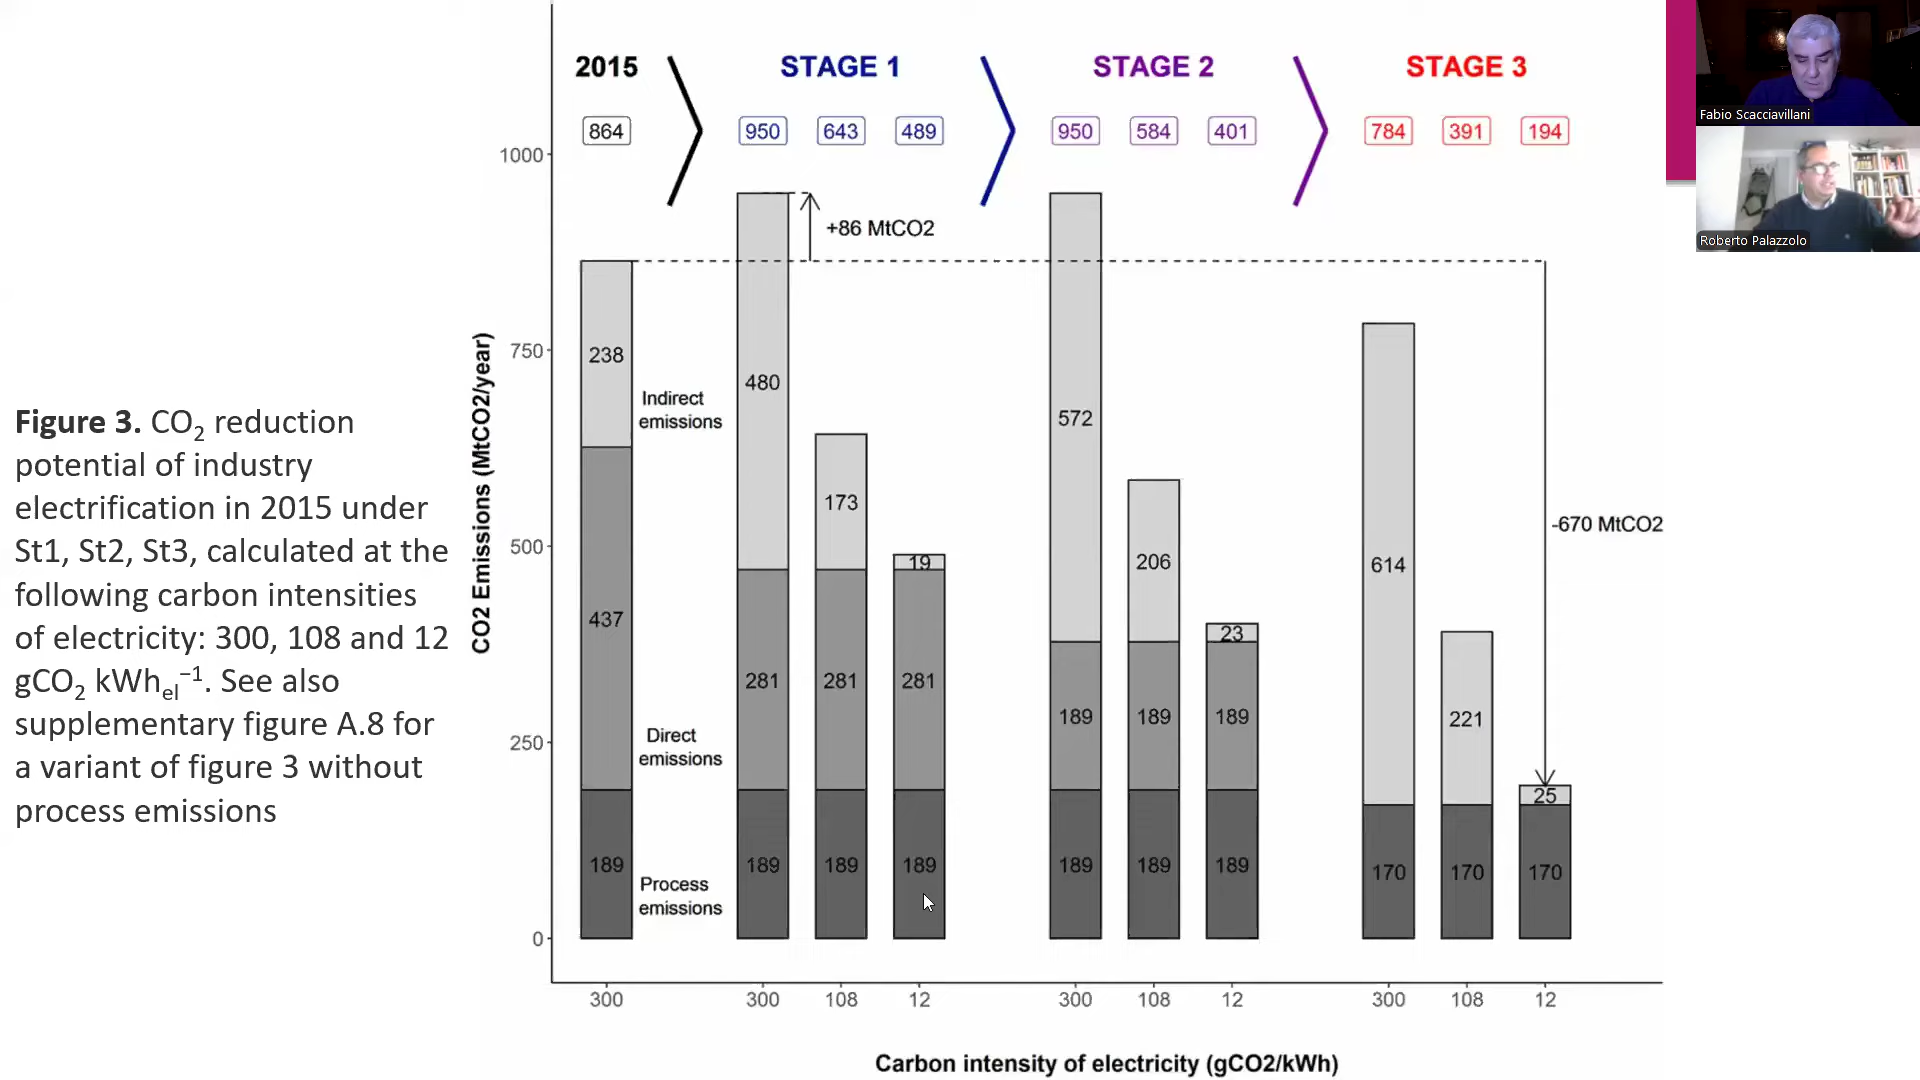 2015 STAGE 1 STAGE 2 STAGE 3
864 950 643 489 950 584 401 784 391 194
Figure 3. CO₂ reduction
potential of industry
electrification in 2015 under
St1, St2, St3, calculated at the
following carbon intensities
of electricity: 300, 108 and 12
gCO₂ kWhₑₗ⁻¹. See also
supplementary figure A.8 for
a variant of figure 3 without
process emissions
CO2 Emissions (MtCO2/year)
1000
750
500
250
0
+86 MtCO2
-670 MtCO2
238
437
189
Indirect
emissions
Direct
emissions
Process
emissions
480
281
189
173
281
189
19
281
189
572
189
189
206
189
189
23
189
189
614
170
221
170
25
170
300 300 108 12 300 108 12 300 108 12
Carbon intensity of electricity (gCO2/kWh)
Fabio Scacciavillani
Roberto Palazzolo